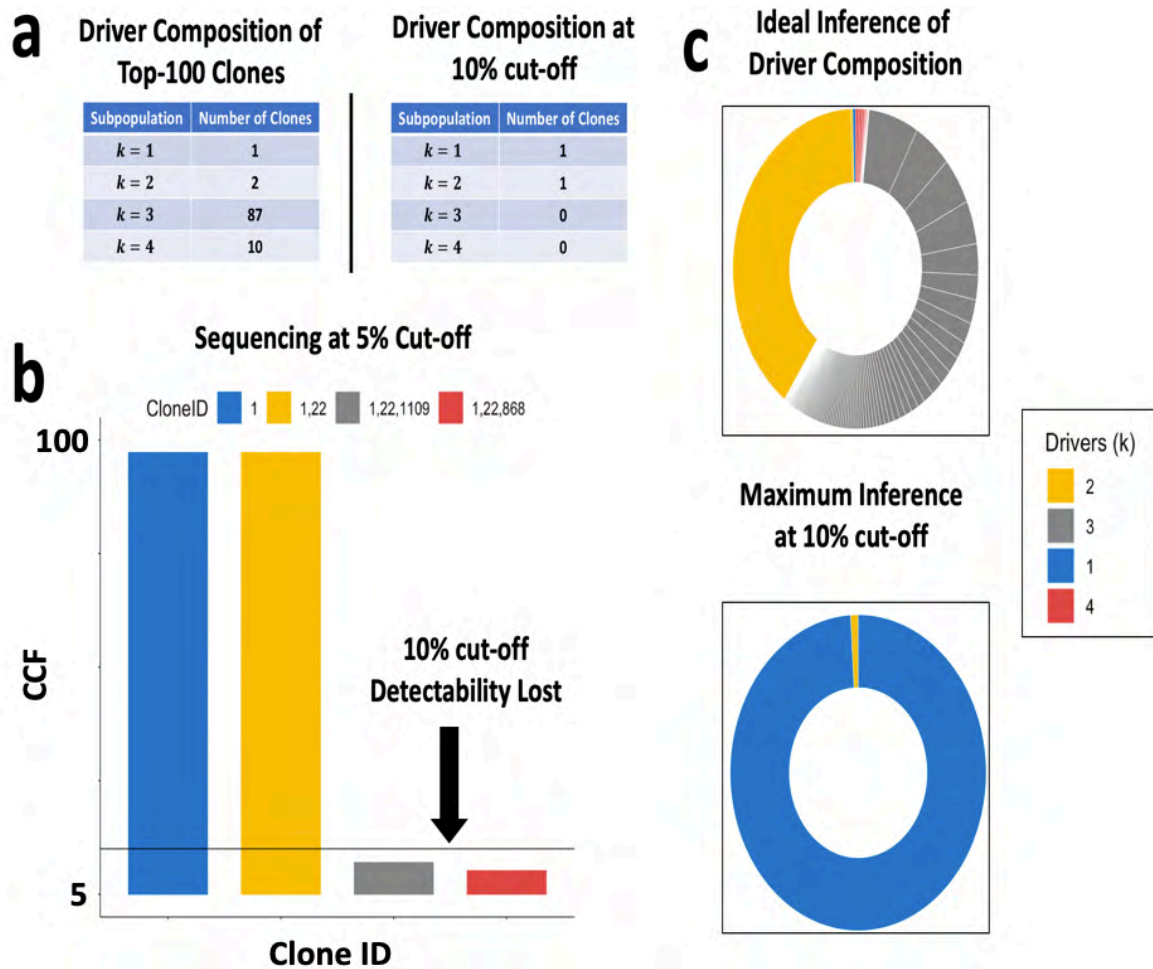 a
Driver Composition of
Top-100 Clones
Subpopulation Number of Clones
k = 1 1
k = 2 2
k = 3 87
k = 4 10
Driver Composition at
10% cut-off
Subpopulation Number of Clones
k = 1 1
k = 2 1
k = 3 0
k = 4 0
b
Sequencing at 5% Cut-off
CloneID 1 1,22 1,22,1109 1,22,868
100
CCF
5
10% cut-off
Detectability Lost
Clone ID
c
Ideal Inference of
Driver Composition
Maximum Inference
at 10% cut-off
Drivers (k)
2
3
1
4